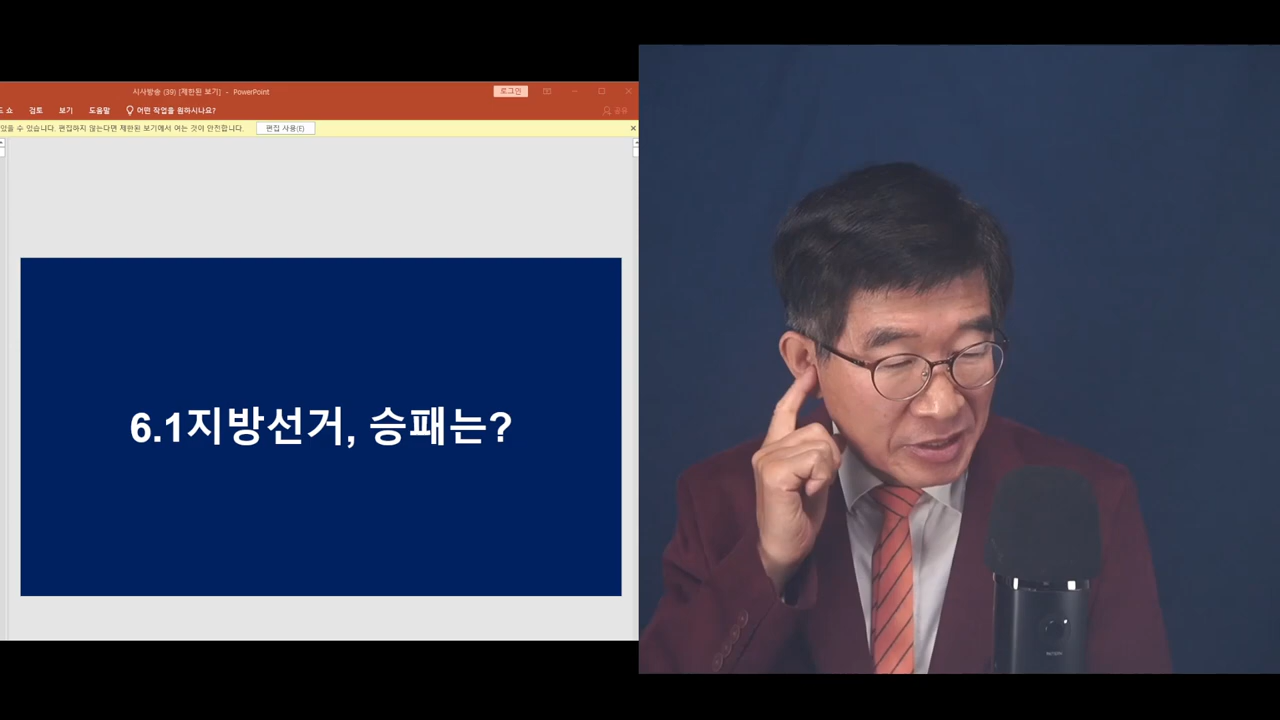 시사방송 (39) [제한된 보기] - PowerPoint
로그인
드 쇼 검토 보기 도움말 어떤 작업을 원하시나요? 공유
있을 수 있습니다. 편집하지 않는다면 제한된 보기에서 여는 것이 안전합니다. 편집 사용(E)
6.1지방선거, 승패는?